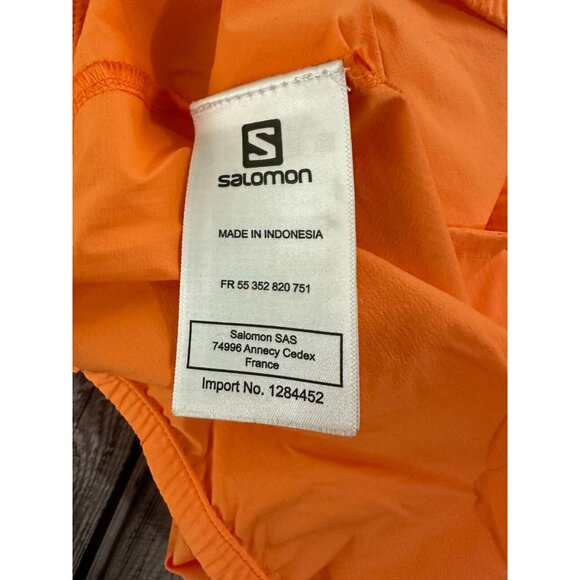 S
salomon
MADE IN INDONESIA
FR 55 352 820 751
Salomon SAS
74996 Annecy Cedex
France
Import No. 1284452